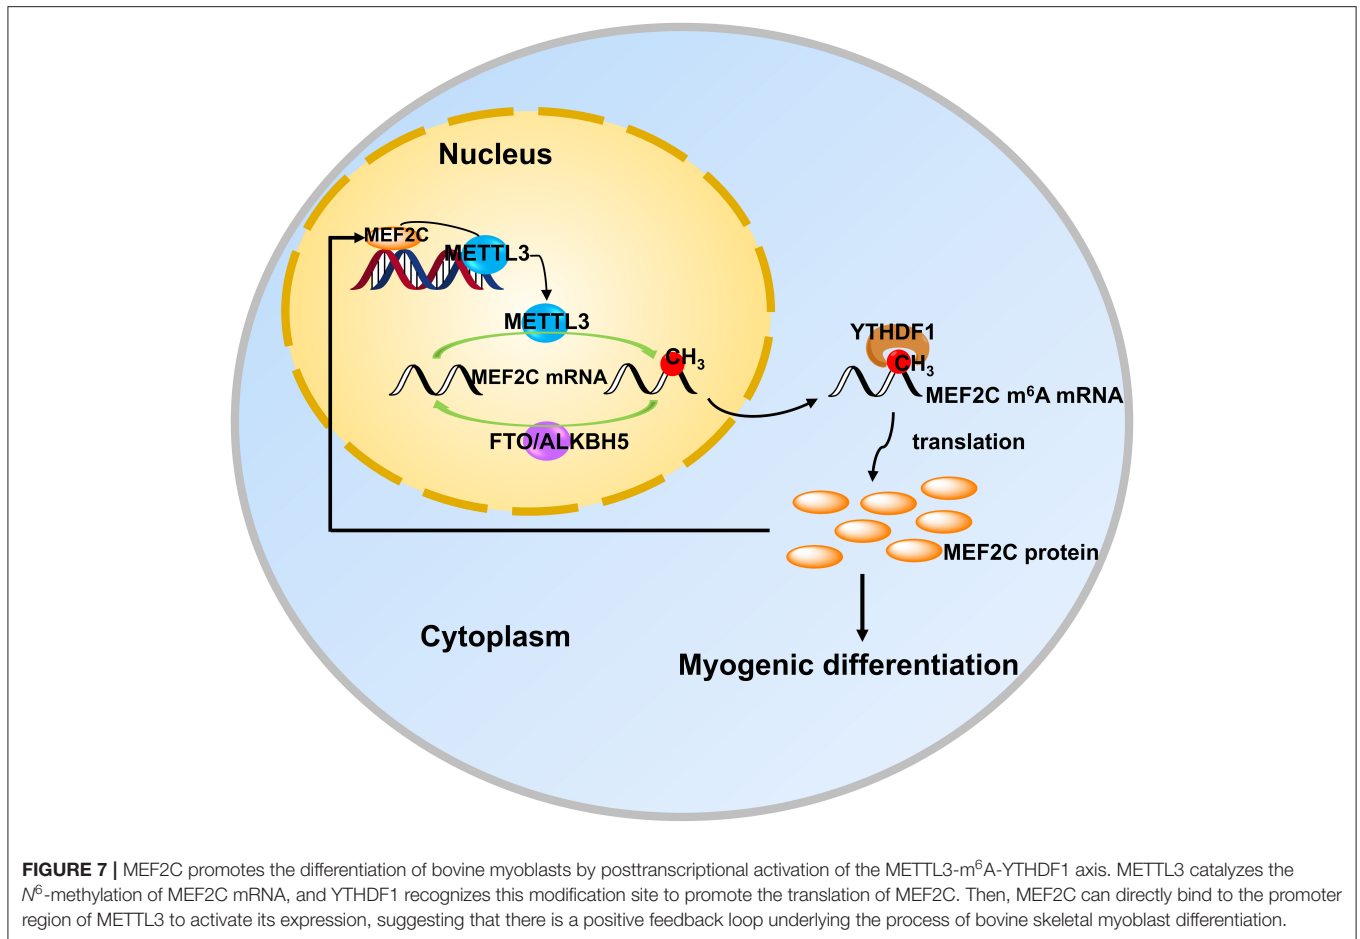 Nucleus
MEF2C
METTL3
METTL3
CH3
MEF2C mRNA
FTO/ALKBH5
YTHDF1
CH3
MEF2C m⁶A mRNA
translation
MEF2C protein
Cytoplasm
Myogenic differentiation
FIGURE 7 | MEF2C promotes the differentiation of bovine myoblasts by posttranscriptional activation of the METTL3-m⁶A-YTHDF1 axis. METTL3 catalyzes the
N⁶-methylation of MEF2C mRNA, and YTHDF1 recognizes this modification site to promote the translation of MEF2C. Then, MEF2C can directly bind to the promoter
region of METTL3 to activate its expression, suggesting that there is a positive feedback loop underlying the process of bovine skeletal myoblast differentiation.